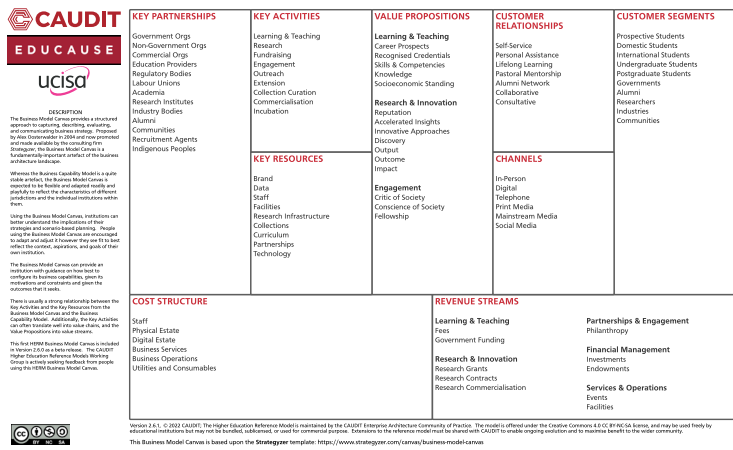 CAUDIT
EDUCAUSE
ucisa
DESCRIPTION
The Business Model Canvas provides a structured
approach to capturing, describing, evaluating,
and communicating business strategy. Proposed
by Alex Oosterwalder in 2004 and now promoted
and made available by the consulting firm
Strategyzer, the Business Model Canvas is a
fundamentally-important artefact of the business
architecture landscape.
Whereas the Business Capability Model is a quite
stable artefact, the Business Model Canvas is
expected to be flexible and adapted readily and
playfully to reflect the characteristics of different
jurisdictions and the individual institutions within
them.
Using the Business Model Canvas, institutions can
better understand the implications of their
strategies and scenario-based planning. People
using the Business Model Canvas are encouraged
to adapt and adjust it however they see fit to best
reflect the context, aspirations, and goals of their
own institution.
The Business Model Canvas can provide an
institution with guidance on how best to
configure its business capabilities, given its
motivations and constraints and given the
outcomes that it seeks.
There is usually a strong relationship between the
Key Activities and the Key Resources from the
Business Model Canvas and the Business
Capability Model. Additionally, the Key Activities
can often translate well into value chains, and the
Value Propositions into value streams.
This first HERM Business Model Canvas is included
in Version 2.6.0 as a beta release. The CAUDIT
Higher Education Reference Models Working
Group is actively seeking feedback from people
using this HERM Business Model Canvas.
KEY PARTNERSHIPS
Government Orgs
Non-Government Orgs
Commercial Orgs
Education Providers
Regulatory Bodies
Labour Unions
Academia
Research Institutes
Industry Bodies
Alumni
Communities
Recruitment Agents
Indigenous Peoples
KEY ACTIVITIES
Learning & Teaching
Research
Fundraising
Engagement
Outreach
Extension
Collection Curation
Commercialisation
Incubation
KEY RESOURCES
Brand
Data
Staff
Facilities
Research Infrastructure
Collections
Curriculum
Partnerships
Technology
VALUE PROPOSITIONS
Learning & Teaching
Career Prospects
Recognised Credentials
Skills & Competencies
Knowledge
Socioeconomic Standing
Research & Innovation
Reputation
Accelerated Insights
Innovative Approaches
Discovery
Output
Outcome
Impact
Engagement
Critic of Society
Conscience of Society
Fellowship
CUSTOMER
RELATIONSHIPS
Self-Service
Personal Assistance
Lifelong Learning
Pastoral Mentorship
Alumni Network
Collaborative
Consultative
CHANNELS
In-Person
Digital
Telephone
Print Media
Mainstream Media
Social Media
CUSTOMER SEGMENTS
Prospective Students
Domestic Students
International Students
Undergraduate Students
Postgraduate Students
Governments
Alumni
Researchers
Industries
Communities
COST STRUCTURE
Staff
Physical Estate
Digital Estate
Business Services
Business Operations
Utilities and Consumables
REVENUE STREAMS
Learning & Teaching
Fees
Government Funding
Research & Innovation
Research Grants
Research Contracts
Research Commercialisation
Partnerships & Engagement
Philanthropy
Financial Management
Investments
Endowments
Services & Operations
Events
Facilities
CC BY NC SA
Version 2.6.1, © 2022 CAUDIT; The Higher Education Reference Model is maintained by the CAUDIT Enterprise Architecture Community of Practice. The model is offered under the Creative Commons 4.0 CC BY-NC-SA license, and may be used freely by
educational institutions but may not be bundled, sublicensed, or used for commercial purpose. Extensions to the reference model must be shared with CAUDIT to enable ongoing evolution and to maximise benefit to the wider community.
This Business Model Canvas is based upon the Strategyzer template: https://www.strategyzer.com/canvas/business-model-canvas